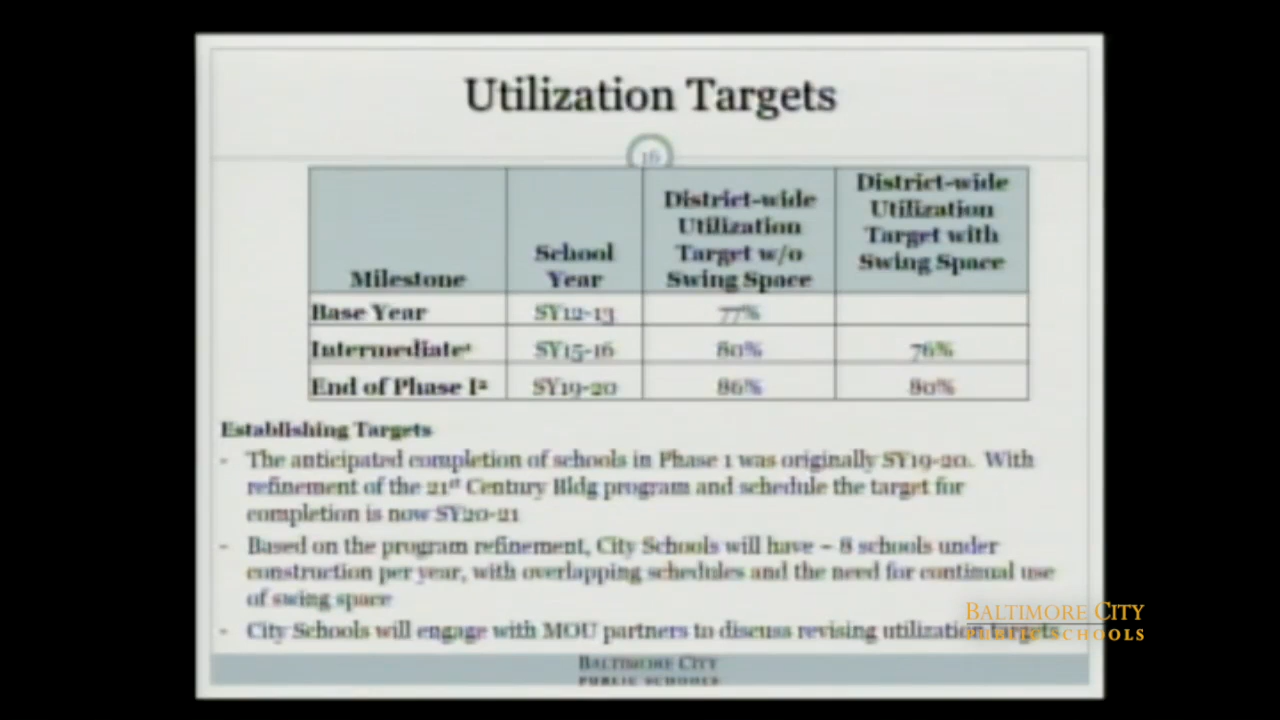 Utilization Targets
16
Milestone
School Year
District-wide Utilization Target w/o Swing Space
District-wide Utilization Target with Swing Space
Base Year SY12-13 77%
Intermediate¹ SY15-16 80% 76%
End of Phase I² SY19-20 86% 80%
Establishing Targets
- The anticipated completion of schools in Phase 1 was originally SY19-20. With
refinement of the 21st Century Bldg program and schedule the target for
completion is now SY20-21
- Based on the program refinement, City Schools will have ~ 8 schools under
construction per year, with overlapping schedules and the need for continual use
of swing space
- City Schools will engage with MOU partners to discuss revising utilization targets
BALTIMORE CITY
PUBLIC SCHOOLS
BALTIMORE CITY
PUBLIC SCHOOLS